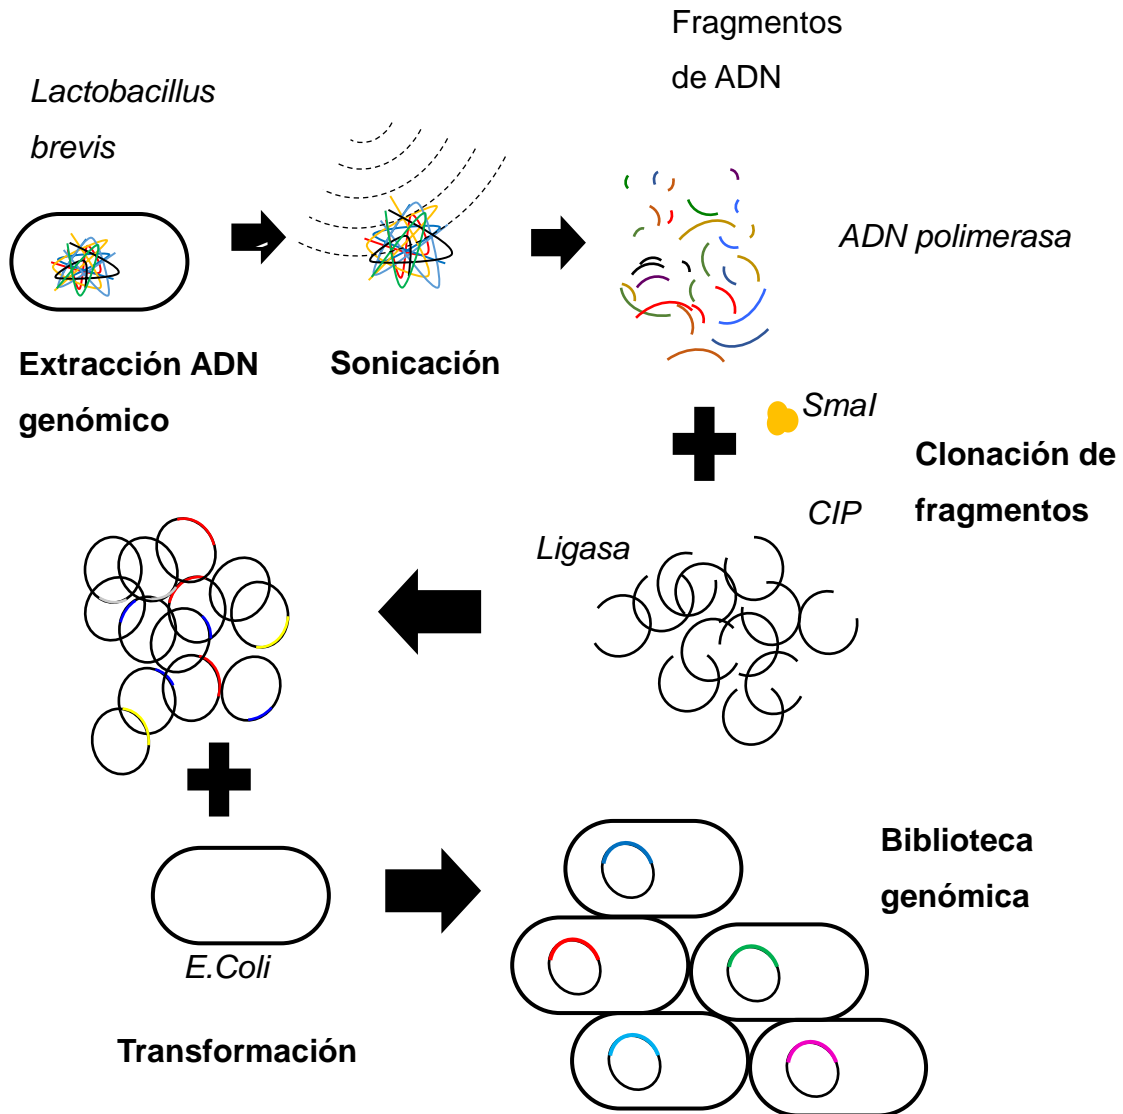 Fragmentos
de ADN
Lactobacillus
brevis
ADN polimerasa
Extracción ADN
genómico
Sonicación
SmaI
Clonación de
fragmentos
CIP
Ligasa
Biblioteca
genómica
E.Coli
Transformación